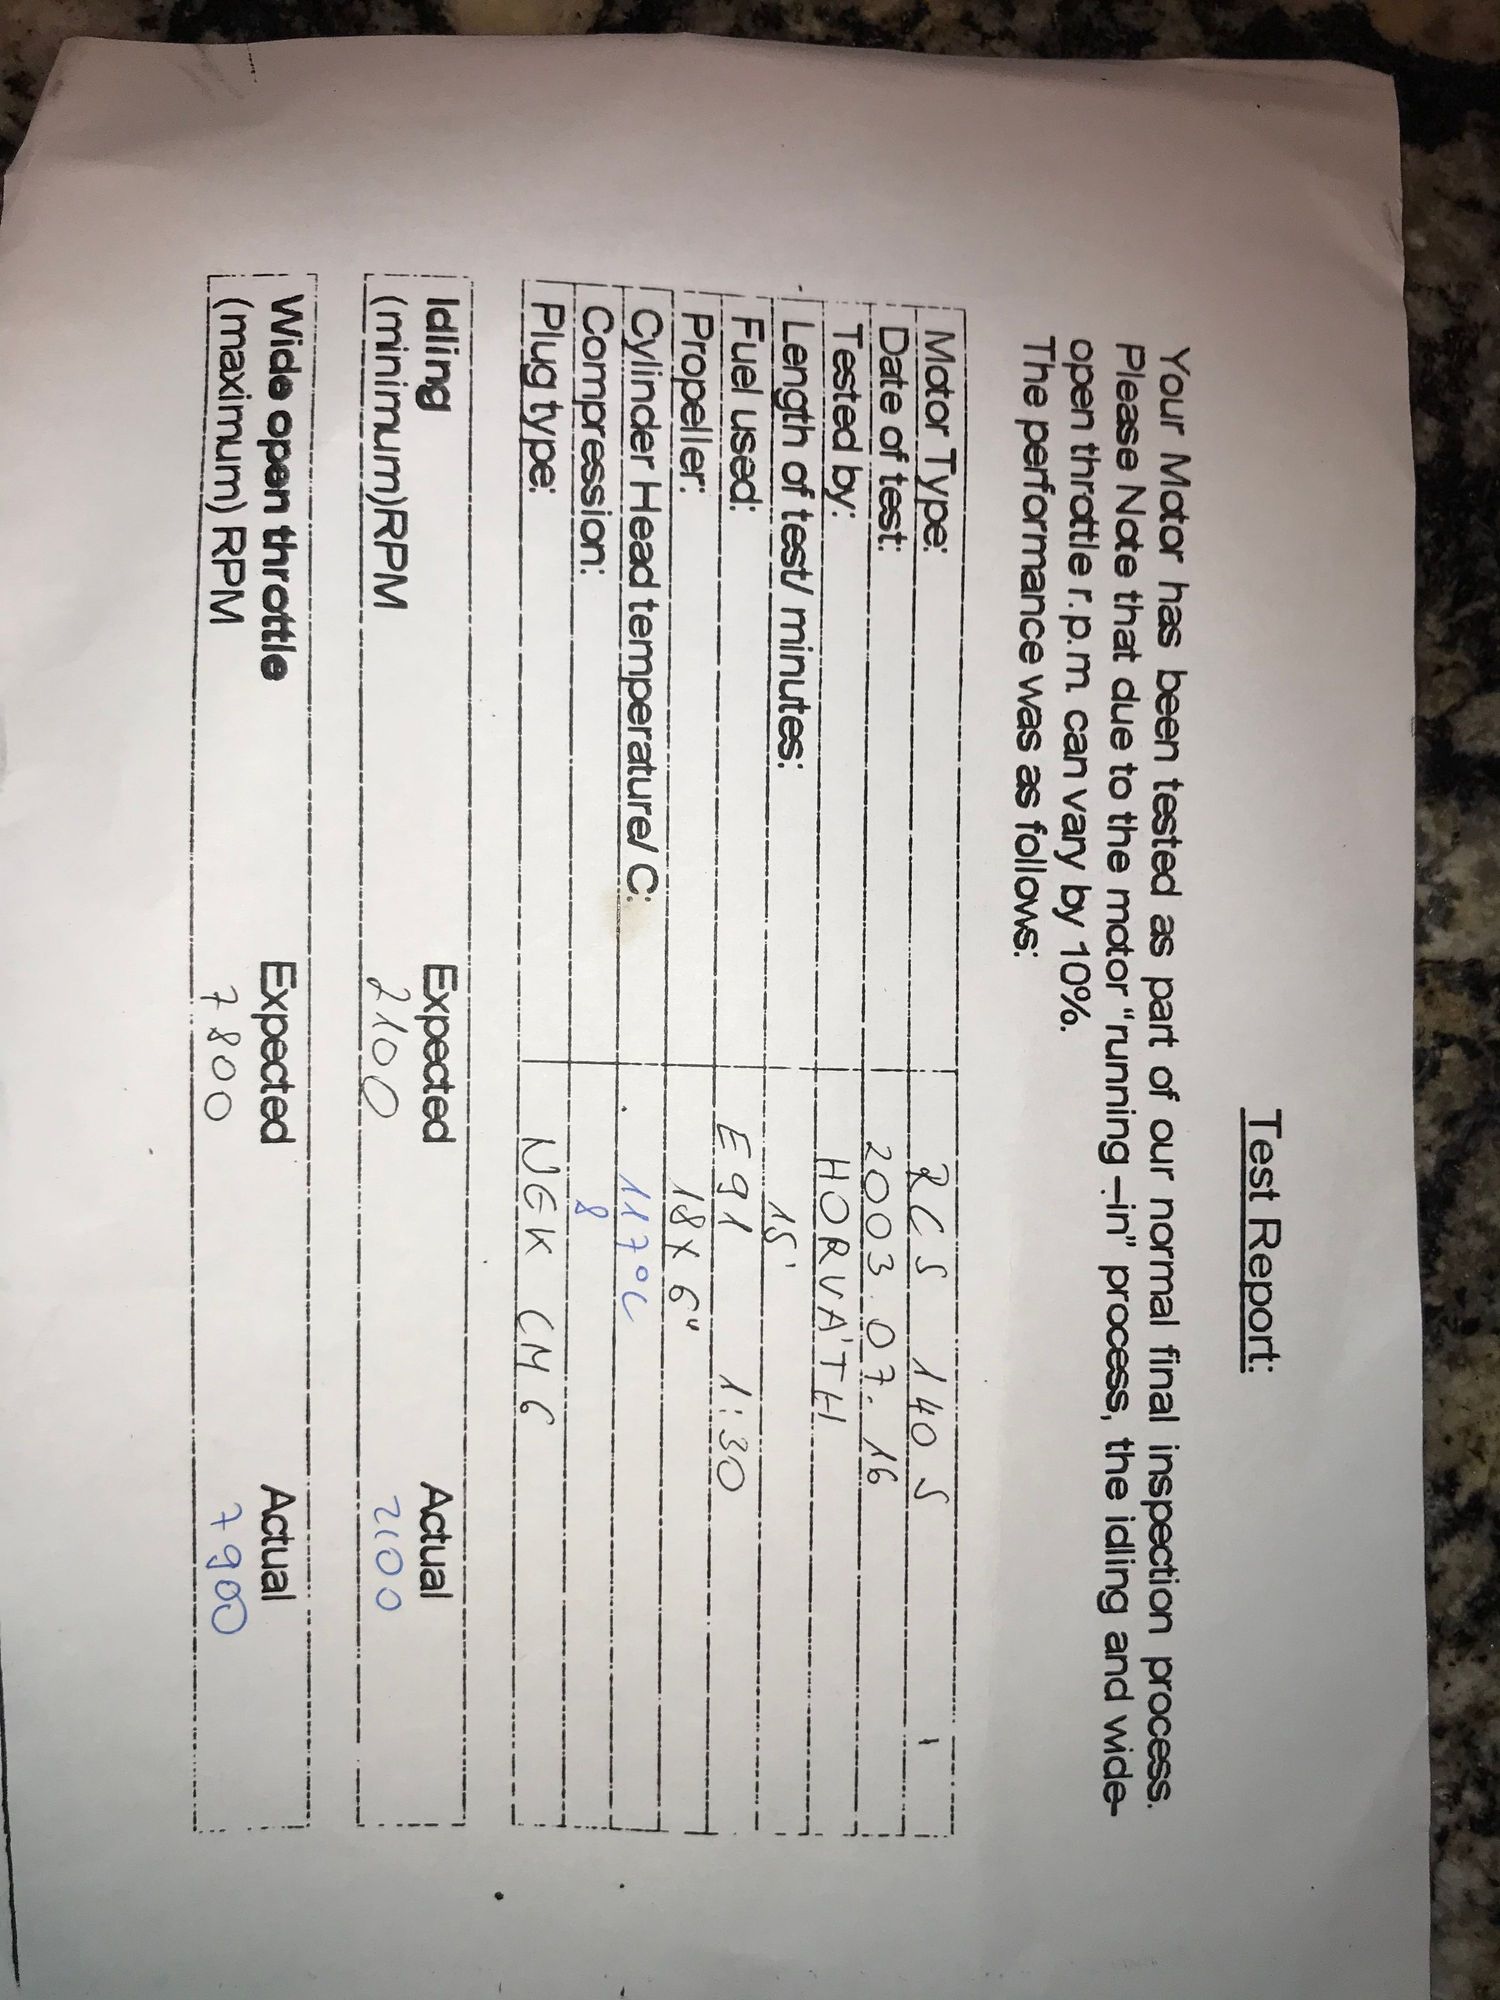 Test Report:
Your Motor has been tested as part of our normal final inspection process.
Please Note that due to the motor "running –in" process, the idling and wide-
open throttle r.p.m. can vary by 10%.
The performance was as follows:
Motor Type: RCS 140 S
Date of test: 2003.07.16
Tested by: HORVÁTH
Length of test/ minutes: 15'
Fuel used: E91 1:30
Propeller: 18x6"
Cylinder Head temperature/ C: 117°C
Compression: 8
Plug type: NGK CM6
Idling Expected Actual
(minimum)RPM 2100 2100
Wide open throttle Expected Actual
(maximum) RPM 7800 7900